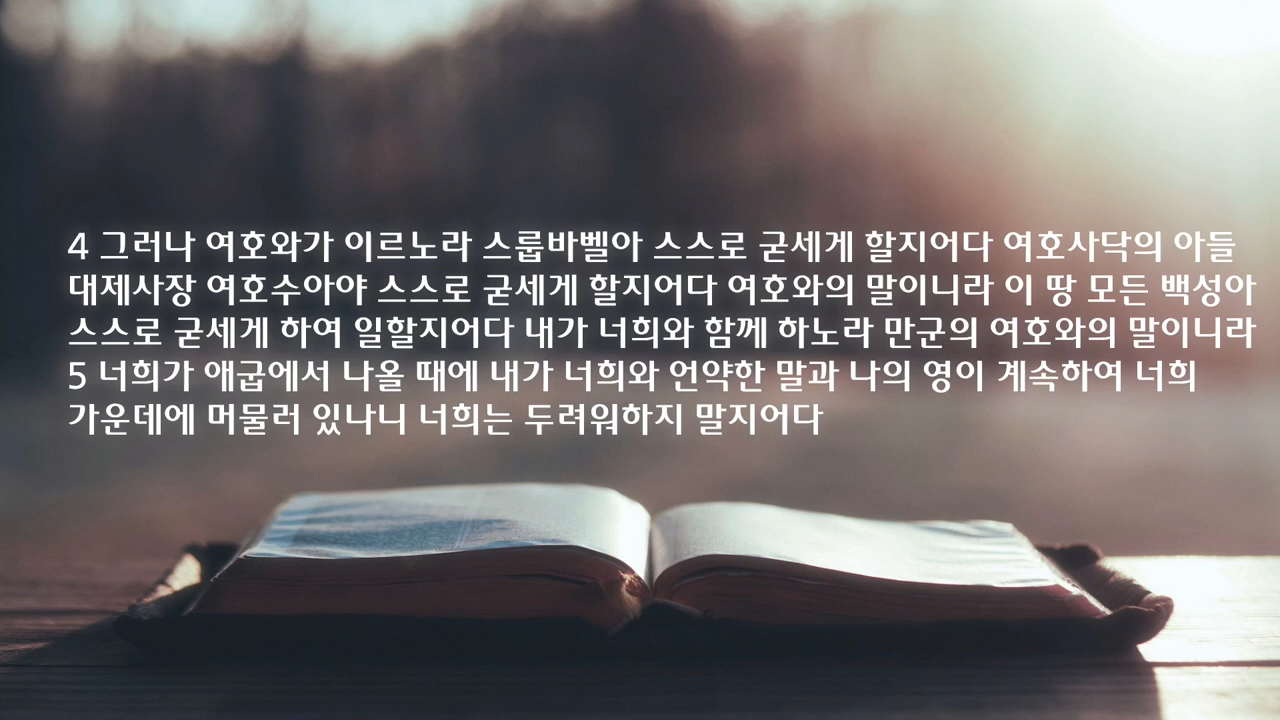 4 그러나 여호와가 이르노라 스룹바벨아 스스로 굳세게 할지어다 여호사닥의 아들
대제사장 여호수아야 스스로 굳세게 할지어다 여호와의 말이니라 이 땅 모든 백성아
스스로 굳세게 하여 일할지어다 내가 너희와 함께 하노라 만군의 여호와의 말이니라
5 너희가 애굽에서 나올 때에 내가 너희와 언약한 말과 나의 영이 계속하여 너희
가운데에 머물러 있나니 너희는 두려워하지 말지어다